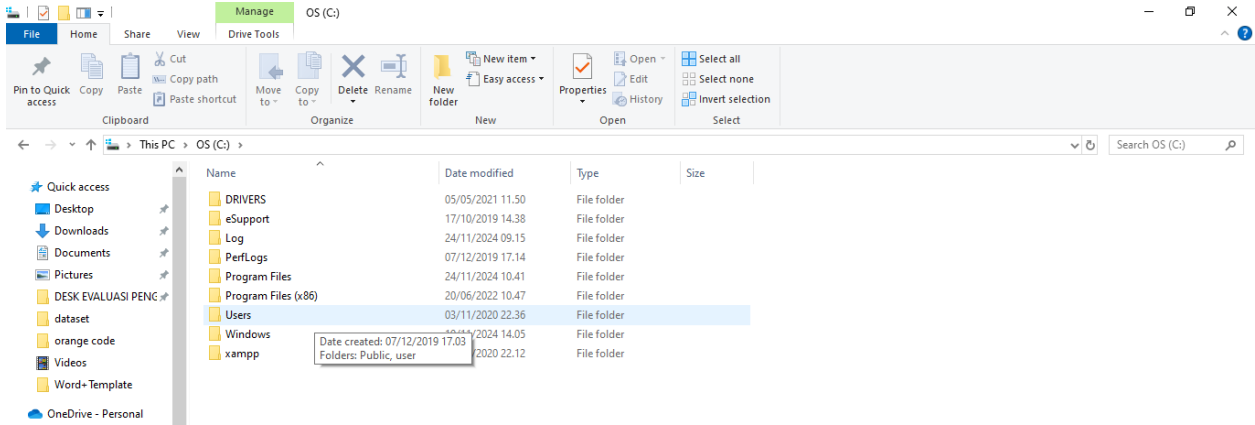 Manage
OS (C:)
File
Home
Share
View
Drive Tools
Pin to Quick access
Copy
Paste
Cut
Copy path
Paste shortcut
Clipboard
Move to
Copy to
Delete
Rename
Organize
New folder
New item
Easy access
New
Properties
Open
Edit
History
Open
Select all
Select none
Invert selection
Select
This PC > OS (C:) >
Search OS (C:)
Quick access
Desktop
Downloads
Documents
Pictures
DESK EVALUASI PENG
dataset
orange code
Videos
Word+Template
OneDrive - Personal
Name Date modified Type Size
DRIVERS 05/05/2021 11.50 File folder
eSupport 17/10/2019 14.38 File folder
Log 24/11/2024 09.15 File folder
PerfLogs 07/12/2019 17.14 File folder
Program Files 24/11/2024 10.41 File folder
Program Files (x86) 20/06/2022 10.47 File folder
Users 03/11/2020 22.36 File folder
Windows /2024 14.05 File folder
xampp /2020 22.12 File folder
Date created: 07/12/2019 17.03
Folders: Public, user